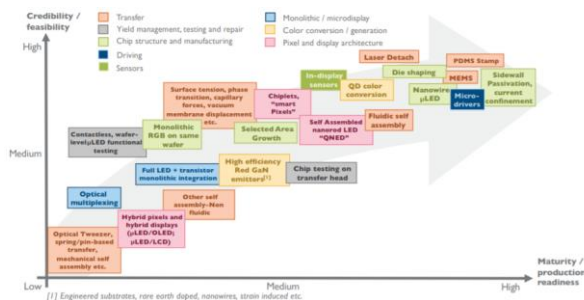 Credibility /
feasibility
High
Medium
Low
Transfer
Yield management, testing and repair
Chip structure and manufacturing
Driving
Sensors
Monolithic / microdisplay
Color conversion / generation
Pixel and display architecture
Laser Detach
PDMS Stamp
Die shaping
MEMS
Sidewall
Passivation,
current
confinement
In-display
sensors
QD color
conversion
Nanowire
µLED
Micro-
drivers
Surface tension, phase
transition, capillary
forces, vacuum
membrane displacement
etc.
Chiplets,
"smart
Pixels"
Fluidic self
assembly
Self Assembled
nanorod LED
"QNED"
Contactless, wafer-
levelµLED functional
testing
Monolithic
RGB on same
wafer
Selected Area
Growth
Full LED + transistor
monolithic integration
High efficiency
Red GaN
emitters[1]
Chip testing on
transfer head
Optical
multiplexing
Other self
assembly–Non
fluidic
Hybrid pixels and
hybrid displays
(µLED/OLED;
µLED/LCD)
Optical Tweezer,
spring/pin-based
transfer,
mechanical self
assembly etc.
Maturity /
production
readiness
Medium
High
[1] Engineered substrates, rare earth doped, nanowires, strain induced etc.